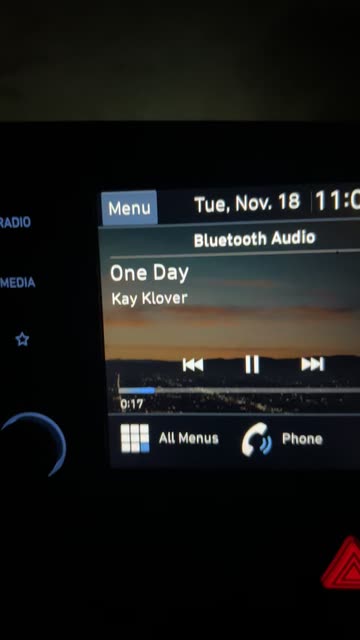 RADIO
MEDIA
Menu
Tue, Nov. 18
Bluetooth Audio
One Day
Kay Klover
0:17
All Menus
Phone